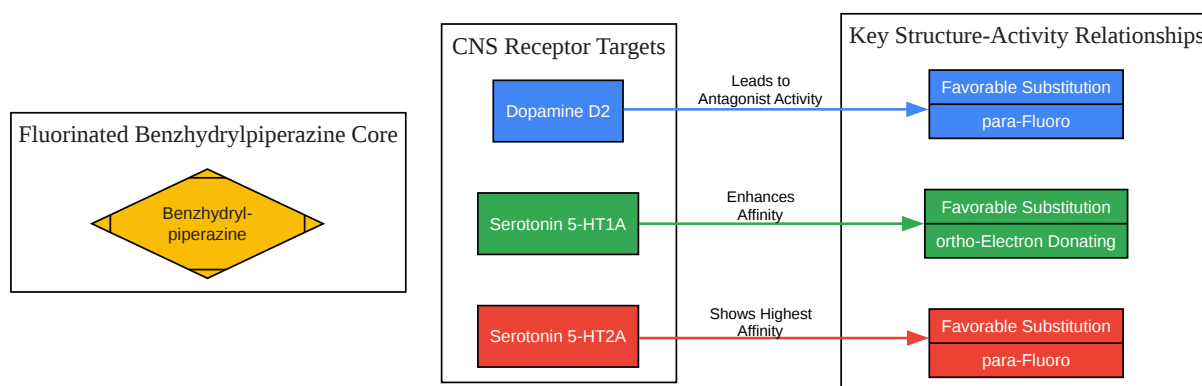 Fluorinated Benzhydrylpiperazine Core
Benzhydryl-
piperazine
CNS Receptor Targets
Dopamine D2
Serotonin 5-HT1A
Serotonin 5-HT2A
Leads to
Antagonist Activity
Enhances
Affinity
Shows Highest
Affinity
Key Structure-Activity Relationships
Favorable Substitution
para-Fluoro
Favorable Substitution
ortho-Electron Donating
Favorable Substitution
para-Fluoro